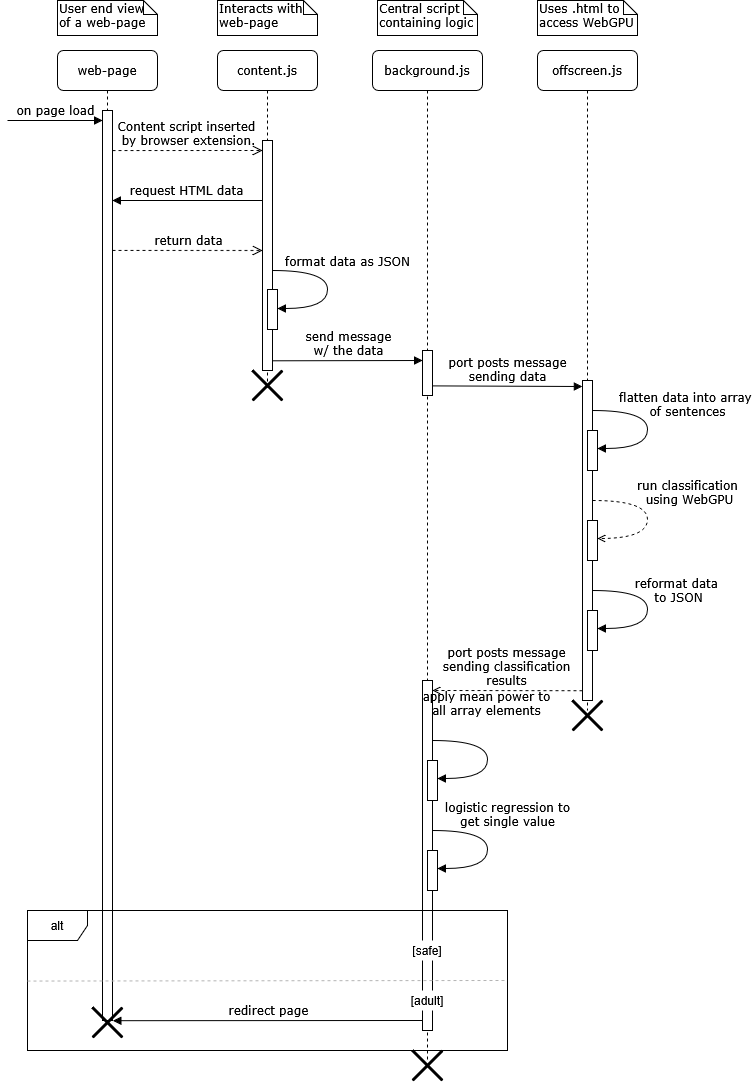 User end view
of a web-page
Interacts with
web-page
Central script
containing logic
Uses .html to
access WebGPU
web-page
content.js
background.js
offscreen.js
on page load
Content script inserted
by browser extension.
request HTML data
return data
format data as JSON
send message
w/ the data
port posts message
sending data
flatten data into array
of sentences
run classification
using WebGPU
reformat data
to JSON
port posts message
sending classification
results
apply mean power to
all array elements
logistic regression to
get single value
alt
[safe]
[adult]
redirect page